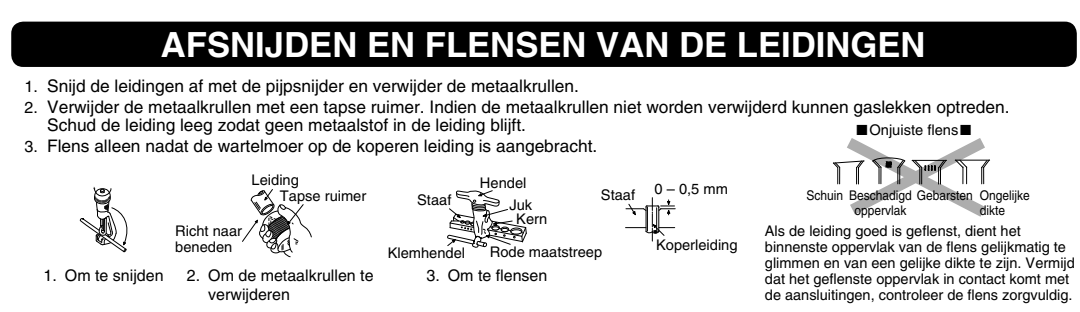 AFSNIJDEN EN FLENSEN VAN DE LEIDINGEN
1. Snijd de leidingen af met de pijpsnijder en verwijder de metaalkrullen.
2. Verwijder de metaalkrullen met een tapse ruimer. Indien de metaalkrullen niet worden verwijderd kunnen gaslekken optreden.
Schud de leiding leeg zodat geen metaalstof in de leiding blijft.
3. Flens alleen nadat de wartelmoer op de koperen leiding is aangebracht.
Leiding
Tapse ruimer
Richt naar
beneden
1. Om te snijden
2. Om de metaalkrullen te
verwijderen
Hendel
Staaf
Juk
Kern
Klemhendel
Rode maatstreep
3. Om te flensen
Staaf
0 – 0,5 mm
Koperleiding
■Onjuiste flens■
Schuin Beschadigd Gebarsten Ongelijke
oppervlak dikte
Als de leiding goed is geflenst, dient het
binnenste oppervlak van de flens gelijkmatig te
glimmen en van een gelijke dikte te zijn. Vermijd
dat het geflenste oppervlak in contact komt met
de aansluitingen, controleer de flens zorgvuldig.